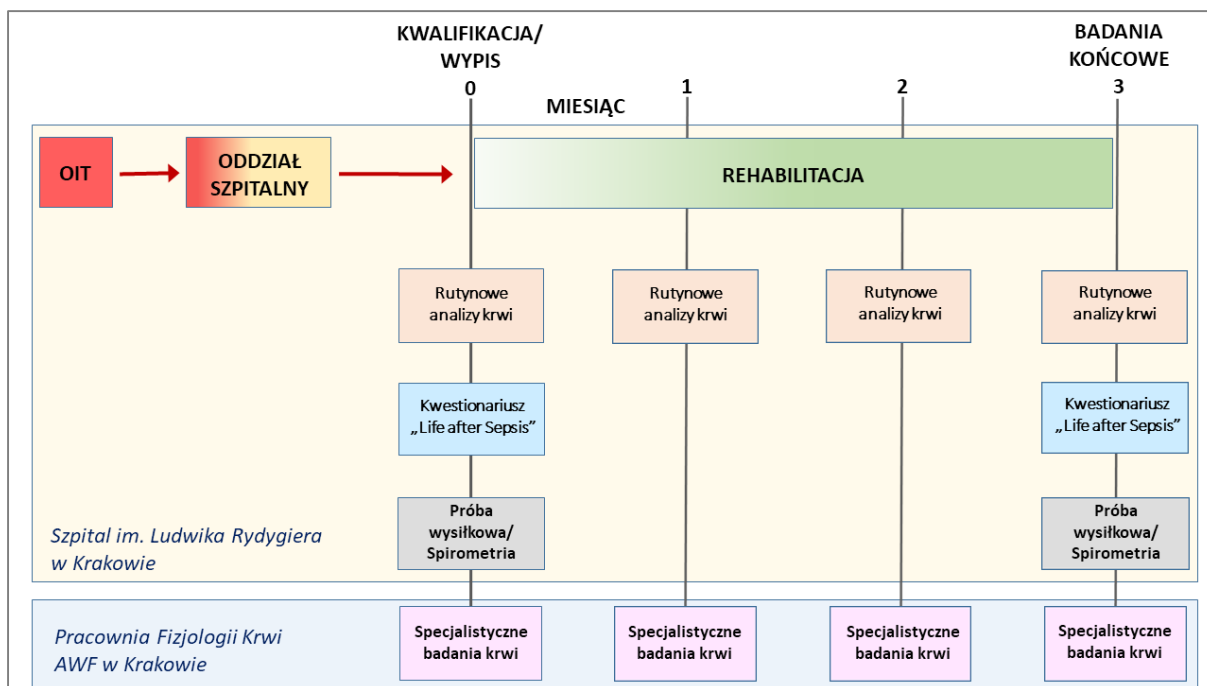 KWALIFIKACJA/
WYPIS
0
MIESIĄC
1
2
BADANIA
KOŃCOWE
3
OIT
ODDZIAŁ
SZPITALNY
REHABILITACJA
Rutynowe
analizy krwi
Rutynowe
analizy krwi
Rutynowe
analizy krwi
Rutynowe
analizy krwi
Kwestionariusz
„Life after Sepsis”
Kwestionariusz
„Life after Sepsis”
Próba
wysiłkowa/
Spirometria
Próba
wysiłkowa/
Spirometria
Szpital im. Ludwika Rydygiera
w Krakowie
Pracownia Fizjologii Krwi
AWF w Krakowie
Specjalistyczne
badania krwi
Specjalistyczne
badania krwi
Specjalistyczne
badania krwi
Specjalistyczne
badania krwi